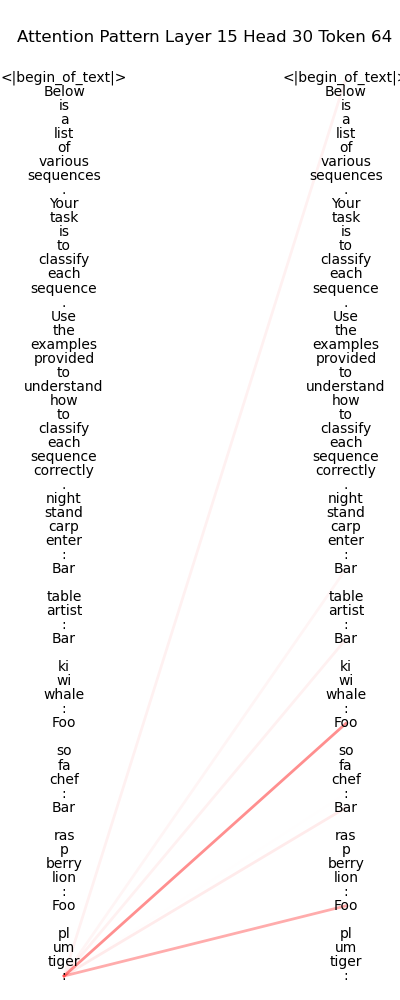 Attention Pattern Layer 15 Head 30 Token 64
<|begin_of_text|> <|begin_of_text|>
Below Below
is is
a a
list list
of of
various various
sequences sequences
. .
Your Your
task task
is is
to to
classify classify
each each
sequence sequence
. .
Use Use
the the
examples examples
provided provided
to to
understand understand
how how
to to
classify classify
each each
sequence sequence
correctly correctly
. .
night night
stand stand
carp carp
enter enter
: :
Bar Bar
table table
artist artist
: :
Bar Bar
ki ki
wi wi
whale whale
: :
Foo Foo
so so
fa fa
chef chef
: :
Bar Bar
ras ras
p p
berry berry
lion lion
: :
Foo Foo
pl pl
um um
tiger tiger
: :